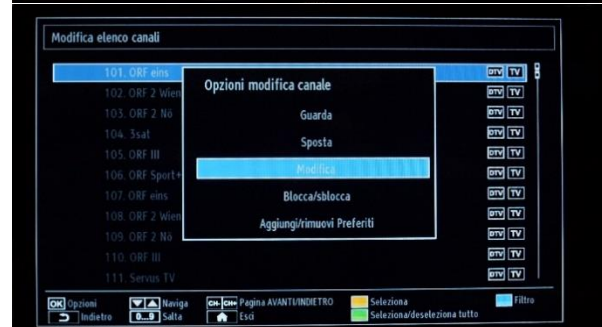 Modifica elenco canali
101. ORF eins DTV TV
102. ORF 2 Wien DTV TV
103. ORF 2 Nö DTV TV
104. 3sat DTV TV
105. ORF III DTV TV
106. ORF Sport+ DTV TV
107. ORF eins DTV TV
108. ORF 2 Wien DTV TV
109. ORF 2 Nö DTV TV
110. ORF III DTV TV
111. Servus TV DTV TV
Opzioni modifica canale
Guarda
Sposta
Modifica
Blocca/sblocca
Aggiungi/rimuovi Preferiti
OK Opzioni Naviga CH- CH+ Pagina AVANTI/INDIETRO Seleziona Filtro
Indietro 0...9 Salta Esci Seleziona/deseleziona tutto